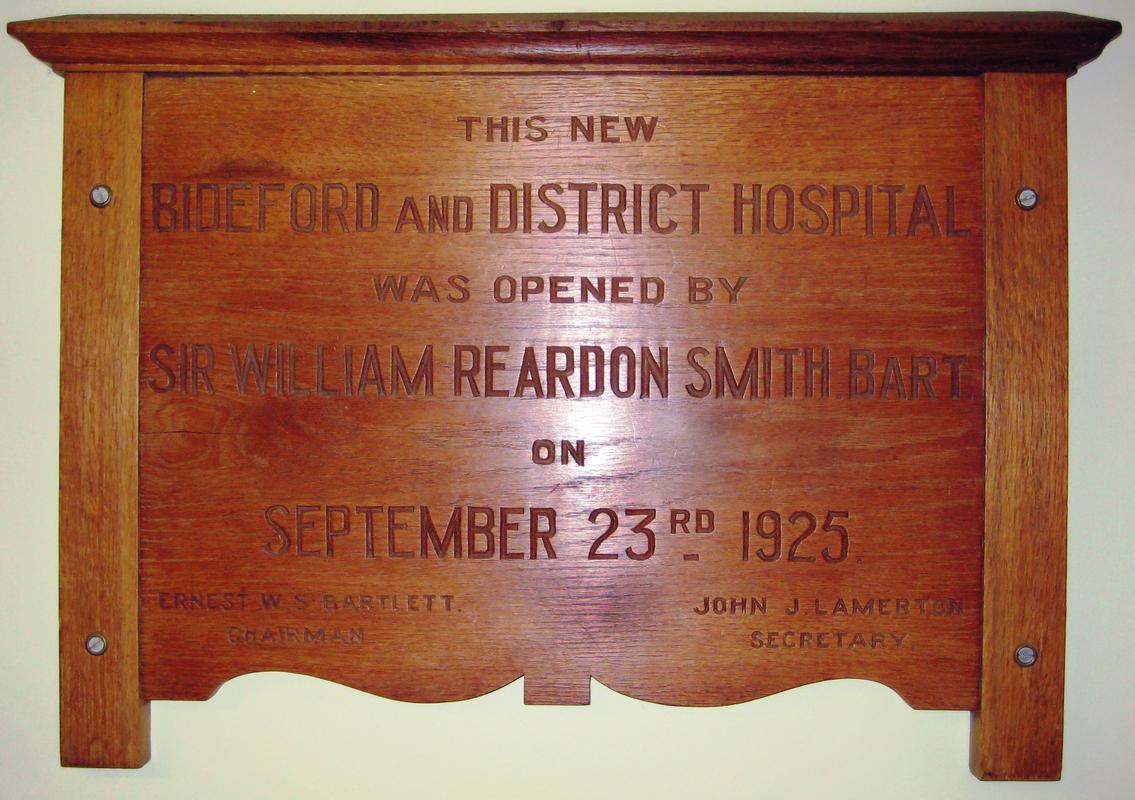 THIS NEW
BIDEFORD AND DISTRICT HOSPITAL
WAS OPENED BY
SIR WILLIAM REARDON SMITH. BART.
ON
SEPTEMBER 23RD 1925.
ERNEST W. S. BARTLETT.
CHAIRMAN
JOHN J. LAMERTON
SECRETARY.